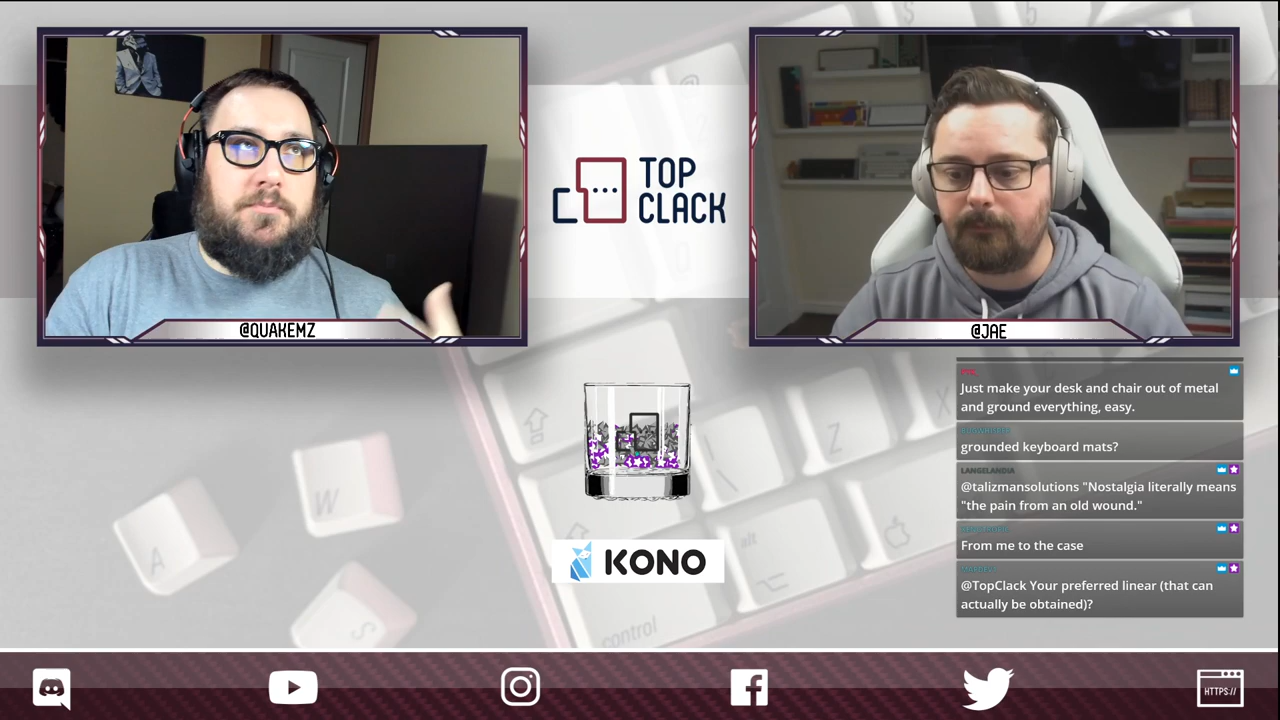 TOP
CLACK
@QUAKEMZ
@JAE
Just make your desk and chair out of metal
and ground everything, easy.
grounded keyboard mats?
LANGELANDIA
@talizmansolutions "Nostalgia literally means
"the pain from an old wound."
From me to the case
@TopClack Your preferred linear (that can
actually be obtained)?
KONO
W
A
S
Z
X
alt
control
HTTPS://